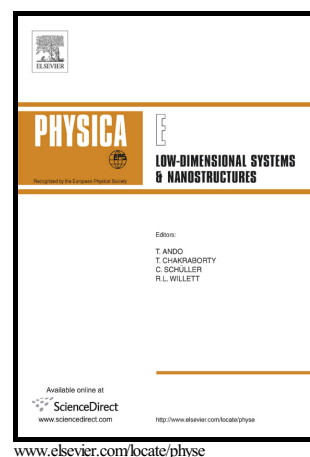 ELSEVIER
PHYSICA E
EPS
Recognized by the European Physical Society
LOW-DIMENSIONAL SYSTEMS
& NANOSTRUCTURES
Editors:
T. ANDO
T. CHAKRABORTY
C. SCHÜLLER
R.L. WILLETT
Available online at
ScienceDirect
www.sciencedirect.com
http://www.elsevier.com/locate/physe
www.elsevier.com/locate/physe